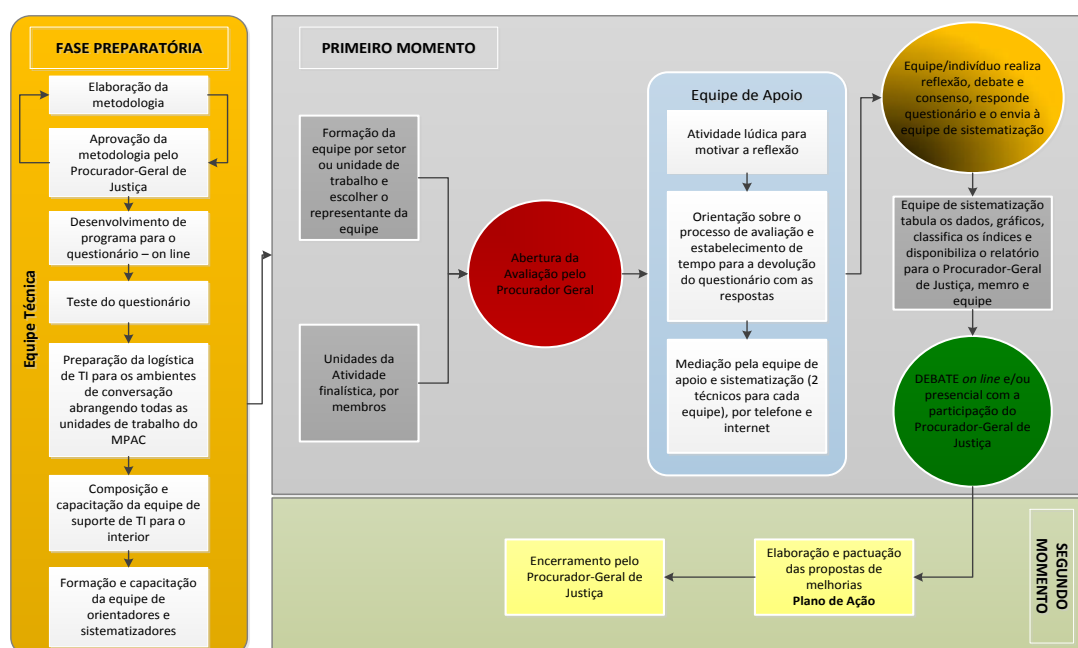 FASE PREPARATÓRIA
Equipe Técnica
Elaboração da
metodologia
Aprovação da
metodologia pelo
Procurador-Geral de
Justiça
Desenvolvimento de
programa para o
questionário – on line
Teste do questionário
Preparação da logística
de TI para os ambientes
de conversação
abrangendo todas as
unidades de trabalho do
MPAC
Composição e
capacitação da equipe de
suporte de TI para o
interior
Formação e capacitação
da equipe de
orientadores e
sistematizadores
PRIMEIRO MOMENTO
Formação da
equipe por setor
ou unidade de
trabalho e
escolher o
representante da
equipe
Unidades da
Atividade
finalística, por
membros
Abertura da
Avaliação pelo
Procurador Geral
Equipe de Apoio
Atividade lúdica para
motivar a reflexão
Orientação sobre o
processo de avaliação e
estabelecimento de
tempo para a devolução
do questionário com as
respostas
Mediação pela equipe de
apoio e sistematização (2
técnicos para cada
equipe), por telefone e
internet
Equipe/indivíduo realiza
reflexão, debate e
consenso, responde
questionário e o envia à
equipe de sistematização
Equipe de sistematização
tabula os dados, gráficos,
classifica os índices e
disponibiliza o relatório
para o Procurador-Geral
de Justiça, memro e
equipe
DEBATE on line e/ou
presencial com a
participação do
Procurador-Geral de
Justiça
SEGUNDO
MOMENTO
Elaboração e pactuação
das propostas de
melhorias
Plano de Ação
Encerramento pelo
Procurador-Geral de
Justiça